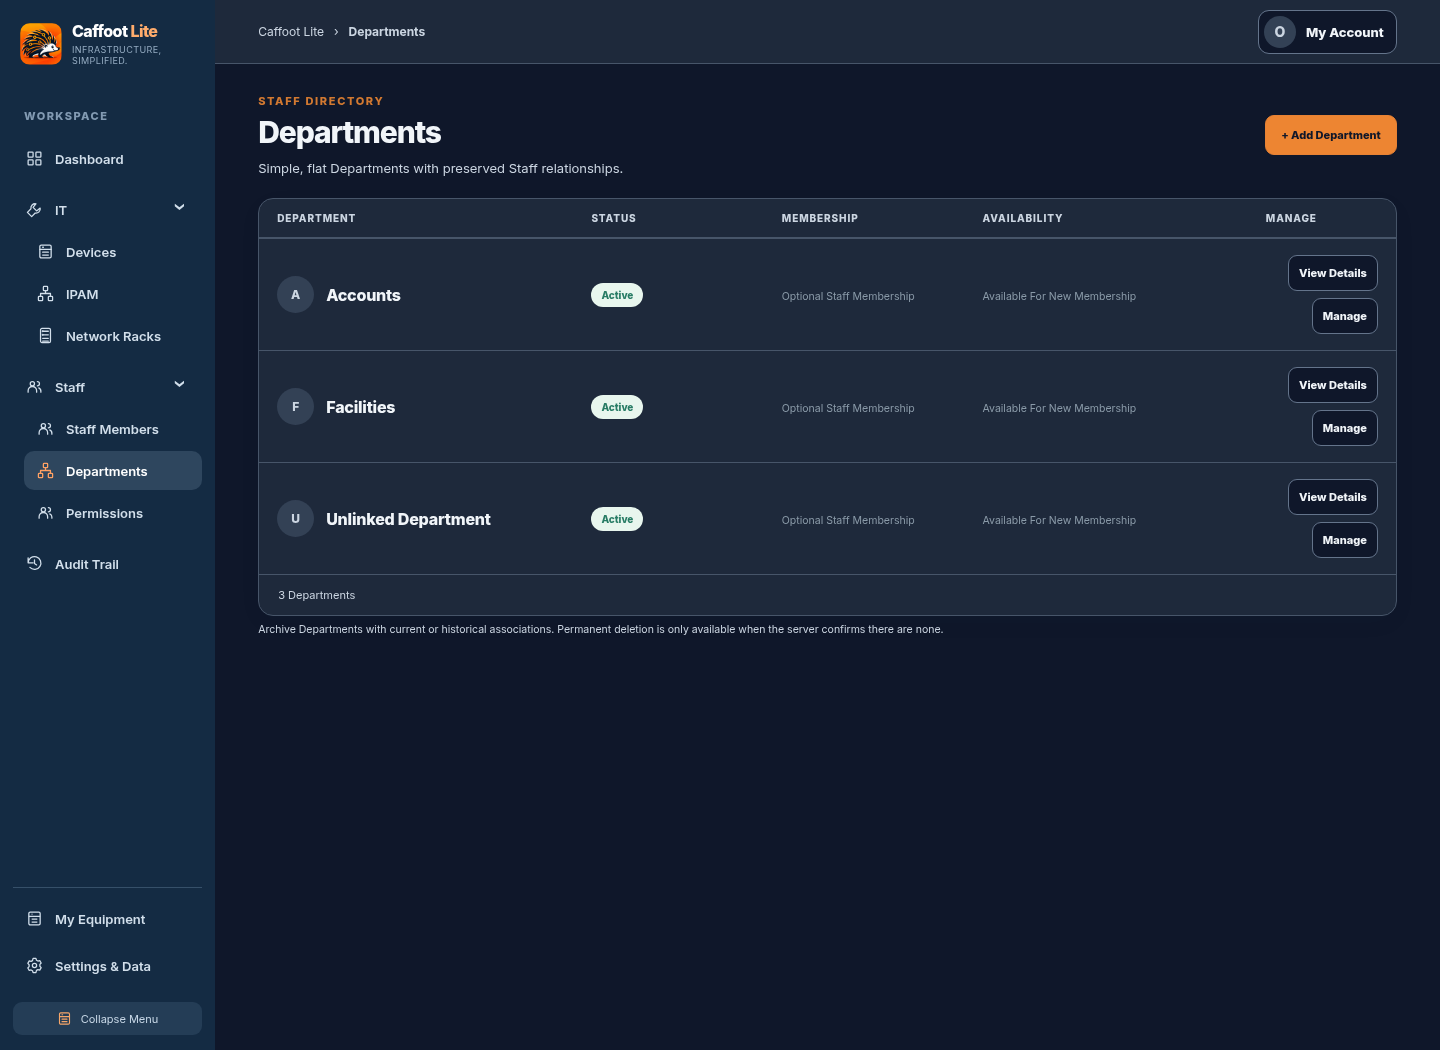 Caffoot Lite
INFRASTRUCTURE,
SIMPLIFIED.
WORKSPACE
Dashboard
IT
Devices
IPAM
Network Racks
Staff
Staff Members
Departments
Permissions
Audit Trail
My Equipment
Settings & Data
Collapse Menu
Caffoot Lite › Departments
O My Account
STAFF DIRECTORY
Departments
Simple, flat Departments with preserved Staff relationships.
+ Add Department
DEPARTMENT STATUS MEMBERSHIP AVAILABILITY MANAGE
A Accounts Active Optional Staff Membership Available For New Membership View Details
Manage
F Facilities Active Optional Staff Membership Available For New Membership View Details
Manage
U Unlinked Department Active Optional Staff Membership Available For New Membership View Details
Manage
3 Departments
Archive Departments with current or historical associations. Permanent deletion is only available when the server confirms there are none.